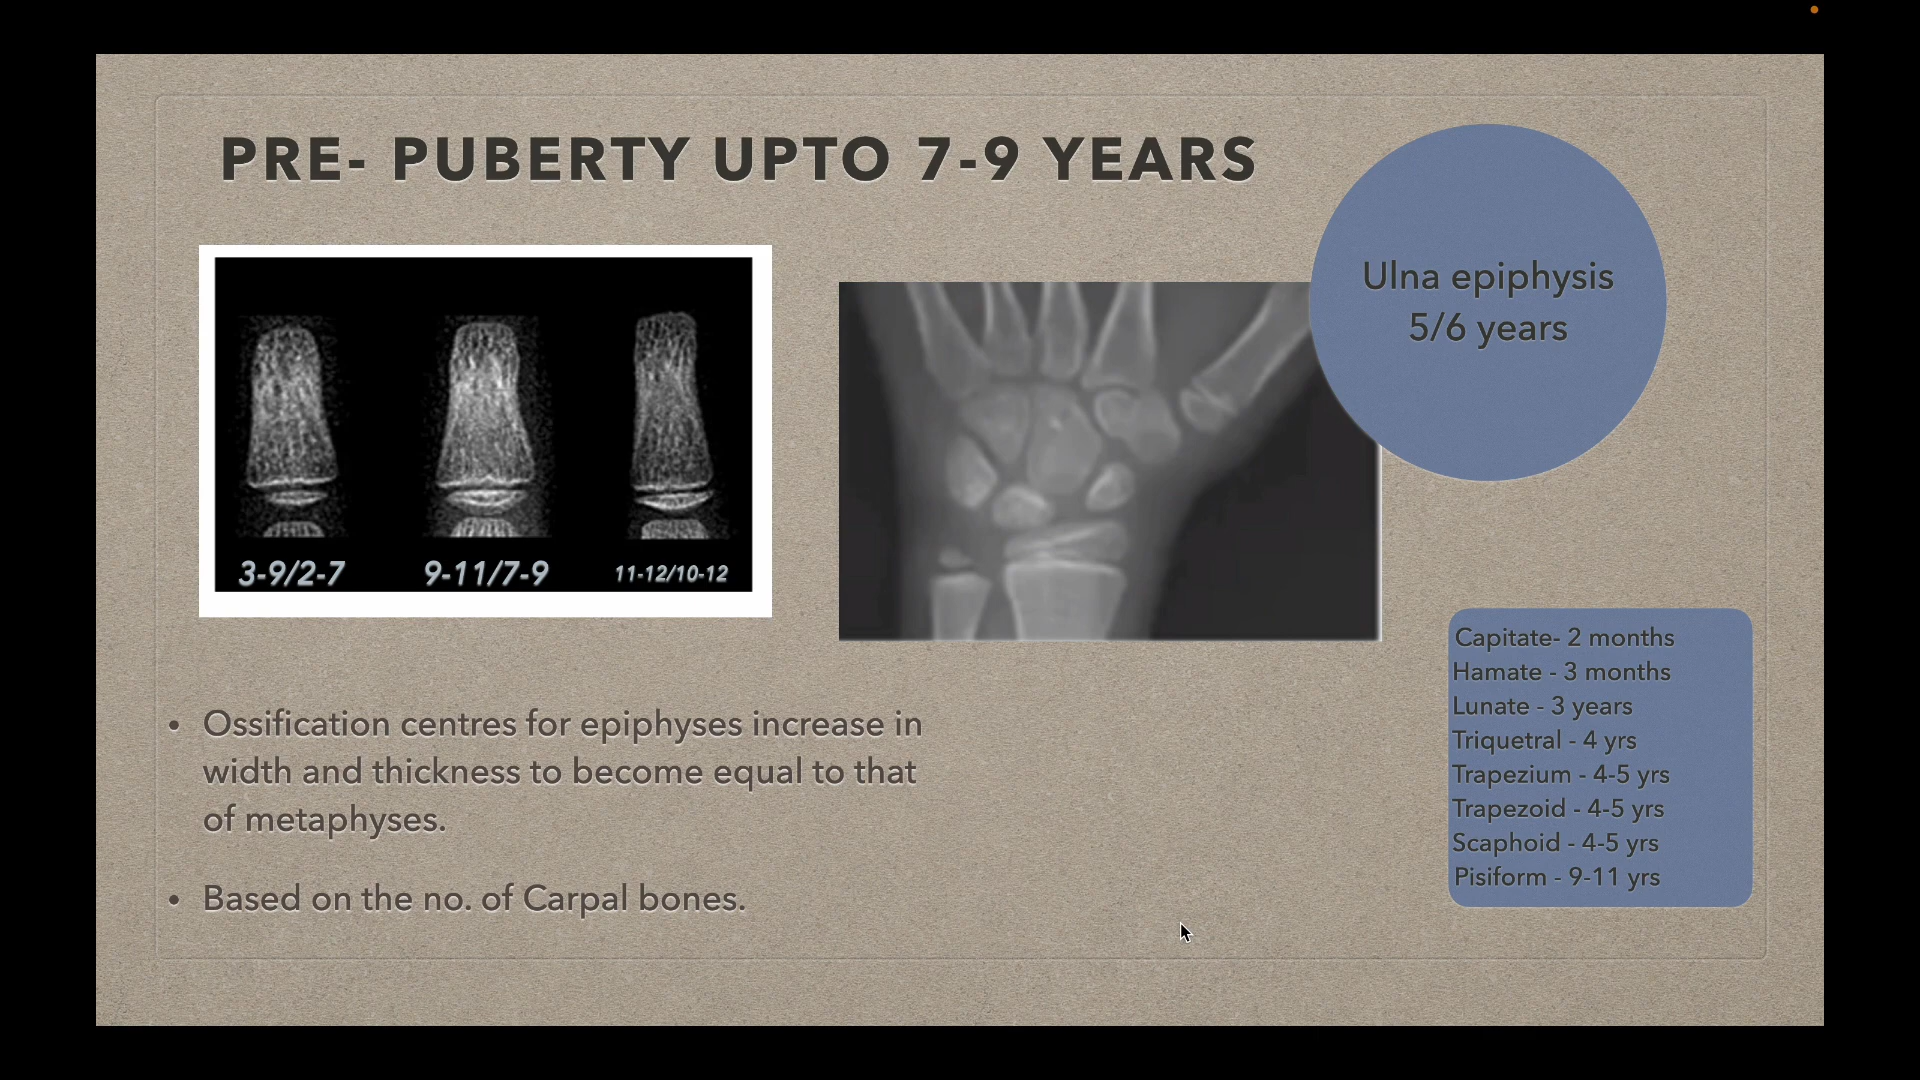 PRE- PUBERTY UPTO 7-9 YEARS
Ulna epiphysis
5/6 years
3-9/2-7
9-11/7-9
11-12/10-12
Ossification centres for epiphyses increase in
width and thickness to become equal to that
of metaphyses.
Based on the no. of Carpal bones.
Capitate- 2 months
Hamate - 3 months
Lunate - 3 years
Triquetral - 4 yrs
Trapezium - 4-5 yrs
Trapezoid - 4-5 yrs
Scaphoid - 4-5 yrs
Pisiform - 9-11 yrs